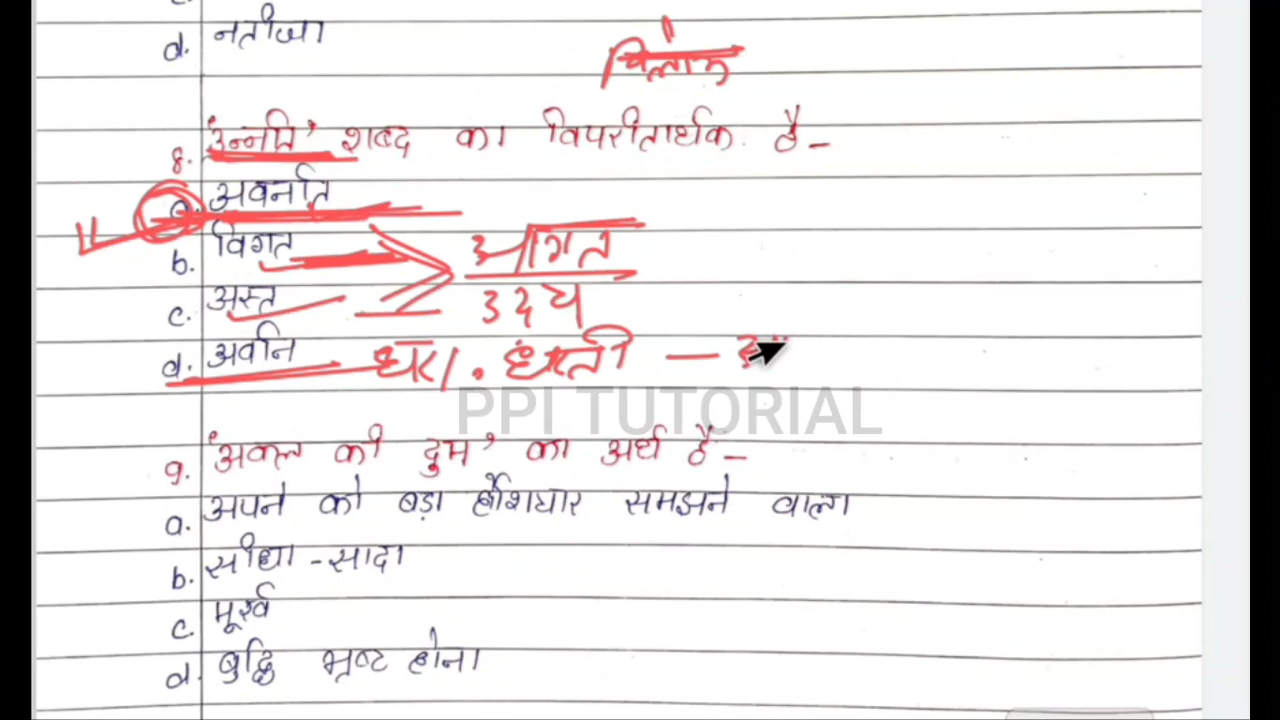 d. नतीजा
विलोम
8. 'उन्नति' शब्द का विपरीतार्थक है-
a. अवनति
b. विगत
आगत
c. अस्त
उदय
d. अवनि
धरा. धरती -
PPI TUTORIAL
9. 'अक्ल की दुम' का अर्थ है-
a. अपने को बड़ा होशियार समझने वाला
b. सीधा-सादा
c. मूर्ख
d. बुद्धि भ्रष्ट होना